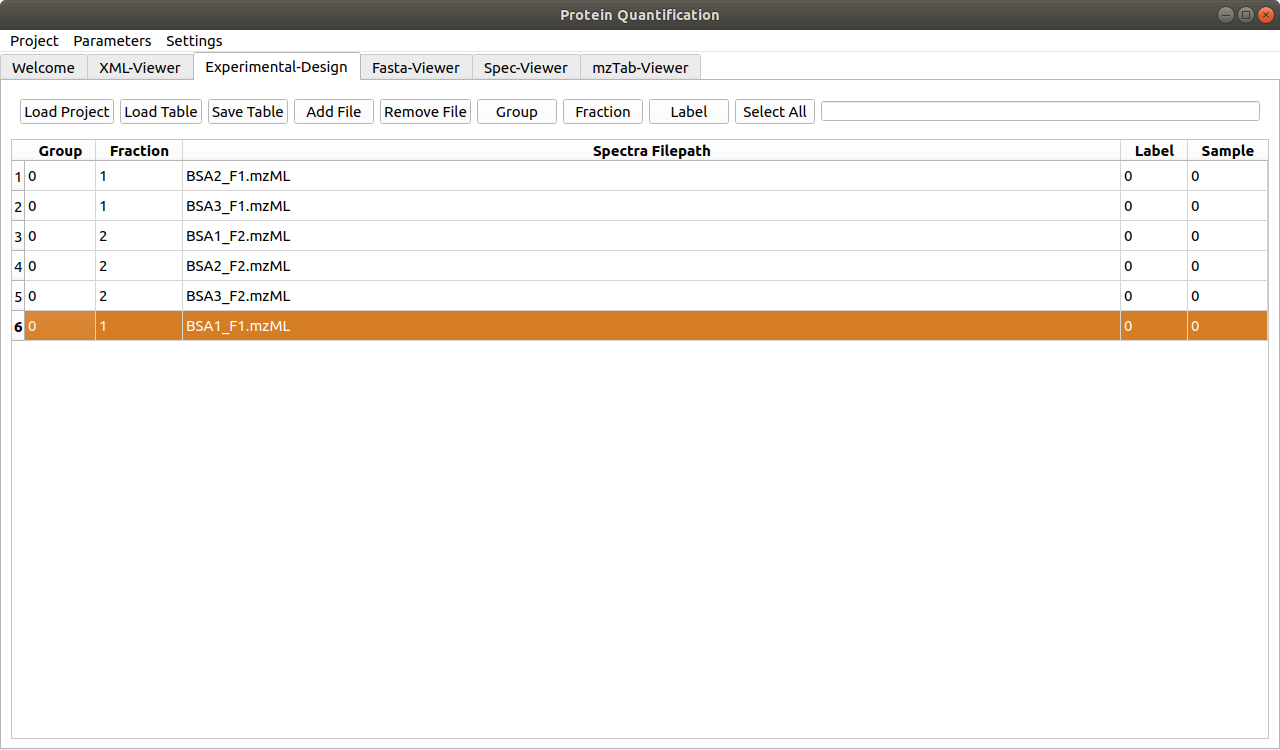 Protein Quantification
Project Parameters Settings
Welcome XML-Viewer Experimental-Design Fasta-Viewer Spec-Viewer mzTab-Viewer
Load Project Load Table Save Table Add File Remove File Group Fraction Label Select All
Group Fraction Spectra Filepath Label Sample
1 0 1 BSA2_F1.mzML 0 0
2 0 1 BSA3_F1.mzML 0 0
3 0 2 BSA1_F2.mzML 0 0
4 0 2 BSA2_F2.mzML 0 0
5 0 2 BSA3_F2.mzML 0 0
6 0 1 BSA1_F1.mzML 0 0